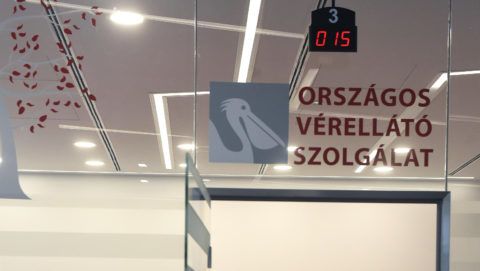 3
015
ORSZÁGOS
VÉRELLÁTÓ
SZOLGÁLAT